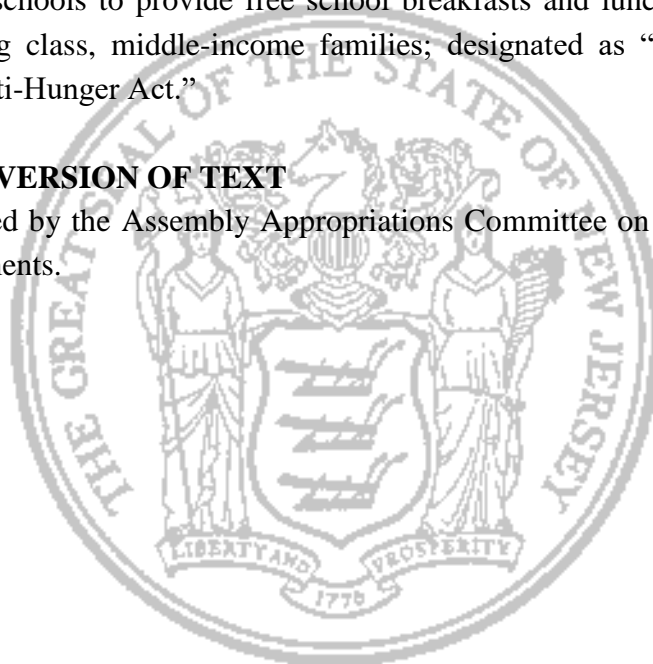 schools to provide free school breakfasts and lunc
g class, middle-income families; designated as “
ti-Hunger Act.”
VERSION OF TEXT
ed by the Assembly Appropriations Committee on
ents.
THE GREAT SEAL OF THE STATE OF NEW JERSEY
LIBERTY AND PROSPERITY
1776